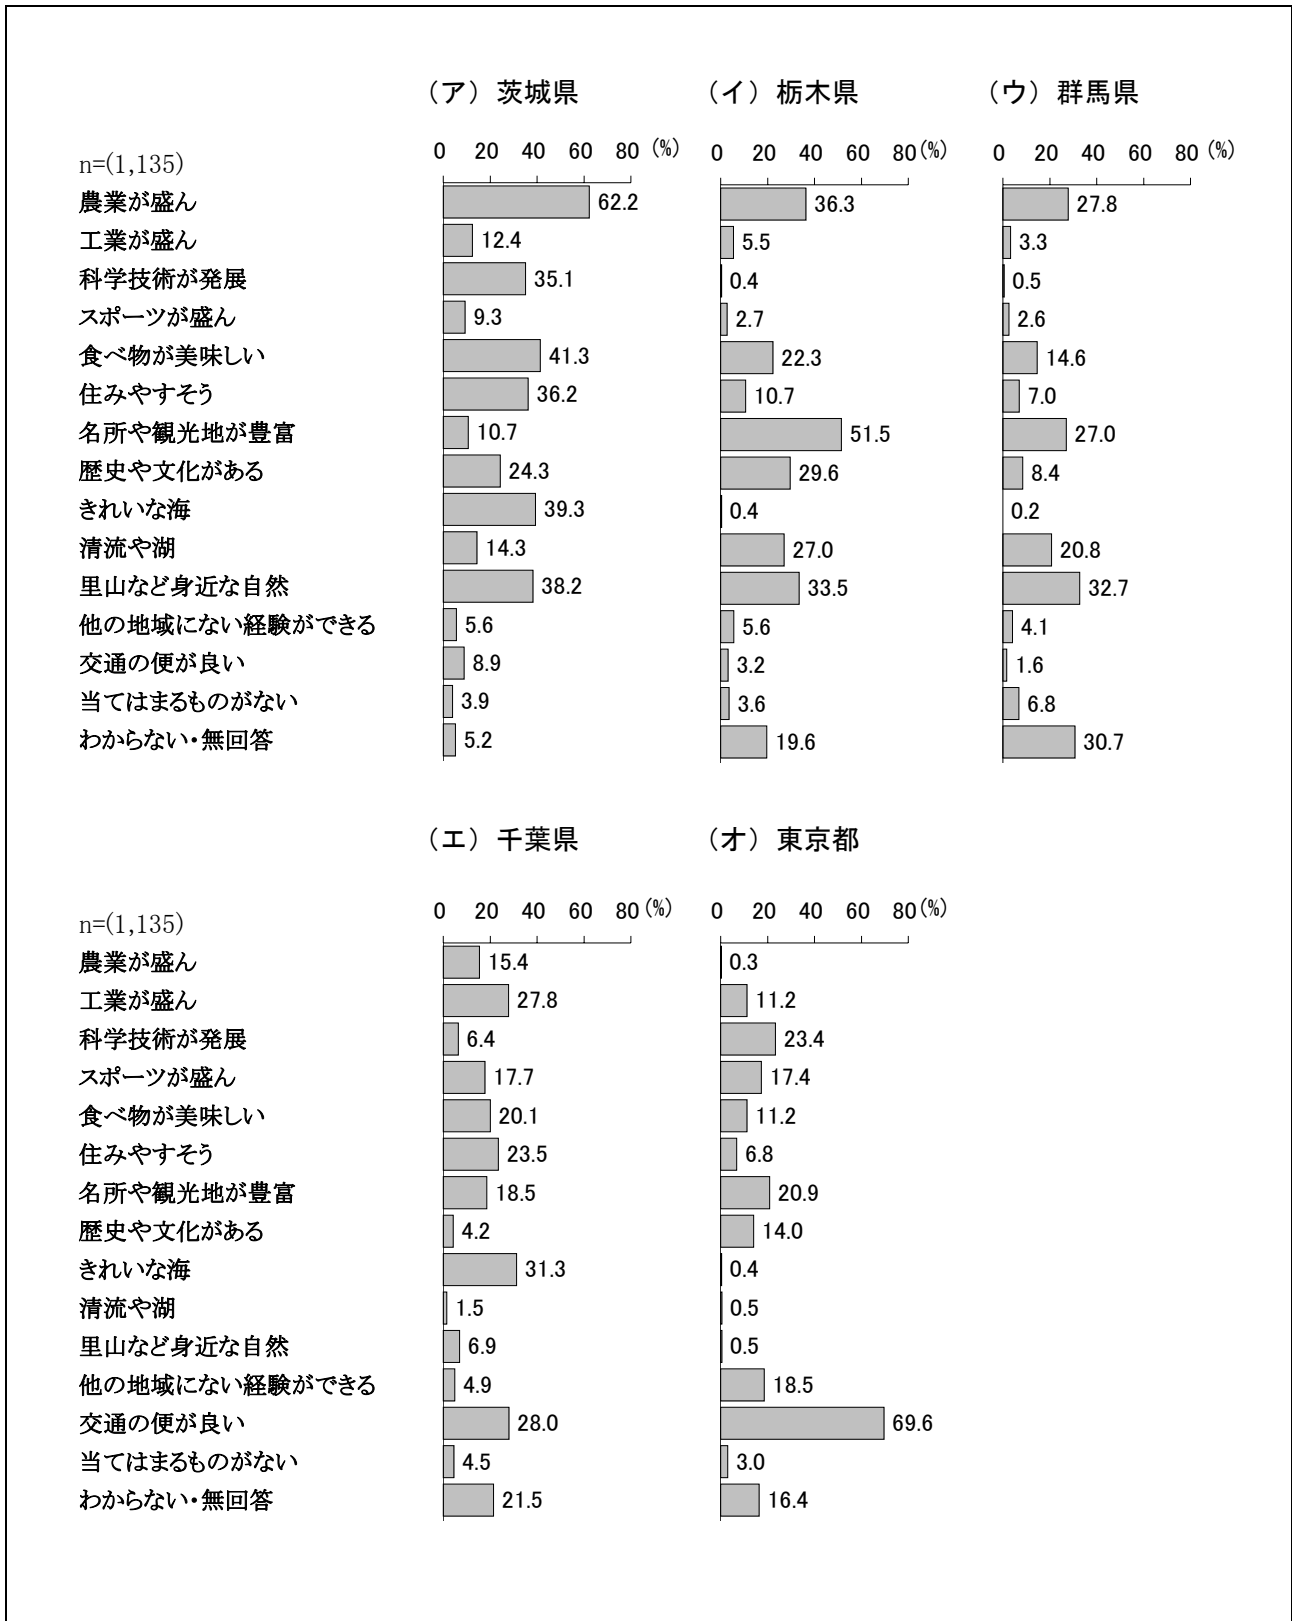 （ア）茨城県 （イ）栃木県 （ウ）群馬県
0 20 40 60 80 (%) 0 20 40 60 80 (%) 0 20 40 60 80 (%)
n=(1,135)
農業が盛ん 62.2 36.3 27.8
工業が盛ん 12.4 5.5 3.3
科学技術が発展 35.1 0.4 0.5
スポーツが盛ん 9.3 2.7 2.6
食べ物が美味しい 41.3 22.3 14.6
住みやすそう 36.2 10.7 7.0
名所や観光地が豊富 10.7 51.5 27.0
歴史や文化がある 24.3 29.6 8.4
きれいな海 39.3 0.4 0.2
清流や湖 14.3 27.0 20.8
里山など身近な自然 38.2 33.5 32.7
他の地域にない経験ができる 5.6 5.6 4.1
交通の便が良い 8.9 3.2 1.6
当てはまるものがない 3.9 3.6 6.8
わからない・無回答 5.2 19.6 30.7
（エ）千葉県 （オ）東京都
0 20 40 60 80 (%) 0 20 40 60 80 (%)
n=(1,135)
農業が盛ん 15.4 0.3
工業が盛ん 27.8 11.2
科学技術が発展 6.4 23.4
スポーツが盛ん 17.7 17.4
食べ物が美味しい 20.1 11.2
住みやすそう 23.5 6.8
名所や観光地が豊富 18.5 20.9
歴史や文化がある 4.2 14.0
きれいな海 31.3 0.4
清流や湖 1.5 0.5
里山など身近な自然 6.9 0.5
他の地域にない経験ができる 4.9 18.5
交通の便が良い 28.0 69.6
当てはまるものがない 4.5 3.0
わからない・無回答 21.5 16.4